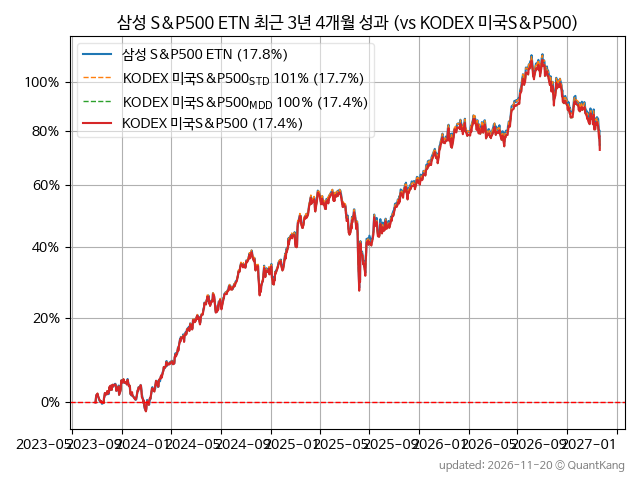 삼성 S&P500 ETN 최근 3년 4개월 성과 (vs KODEX 미국S&P500)
삼성 S&P500 ETN (17.8%)
KODEX 미국S&P500STD 101% (17.7%)
KODEX 미국S&P500MDD 100% (17.4%)
KODEX 미국S&P500 (17.4%)
100%
80%
60%
40%
20%
0%
2023-05 2023-09 2024-01 2024-05 2024-09 2025-01 2025-05 2025-09 2026-01 2026-05 2026-09 2027-01
updated: 2026-11-20 © QuantKang